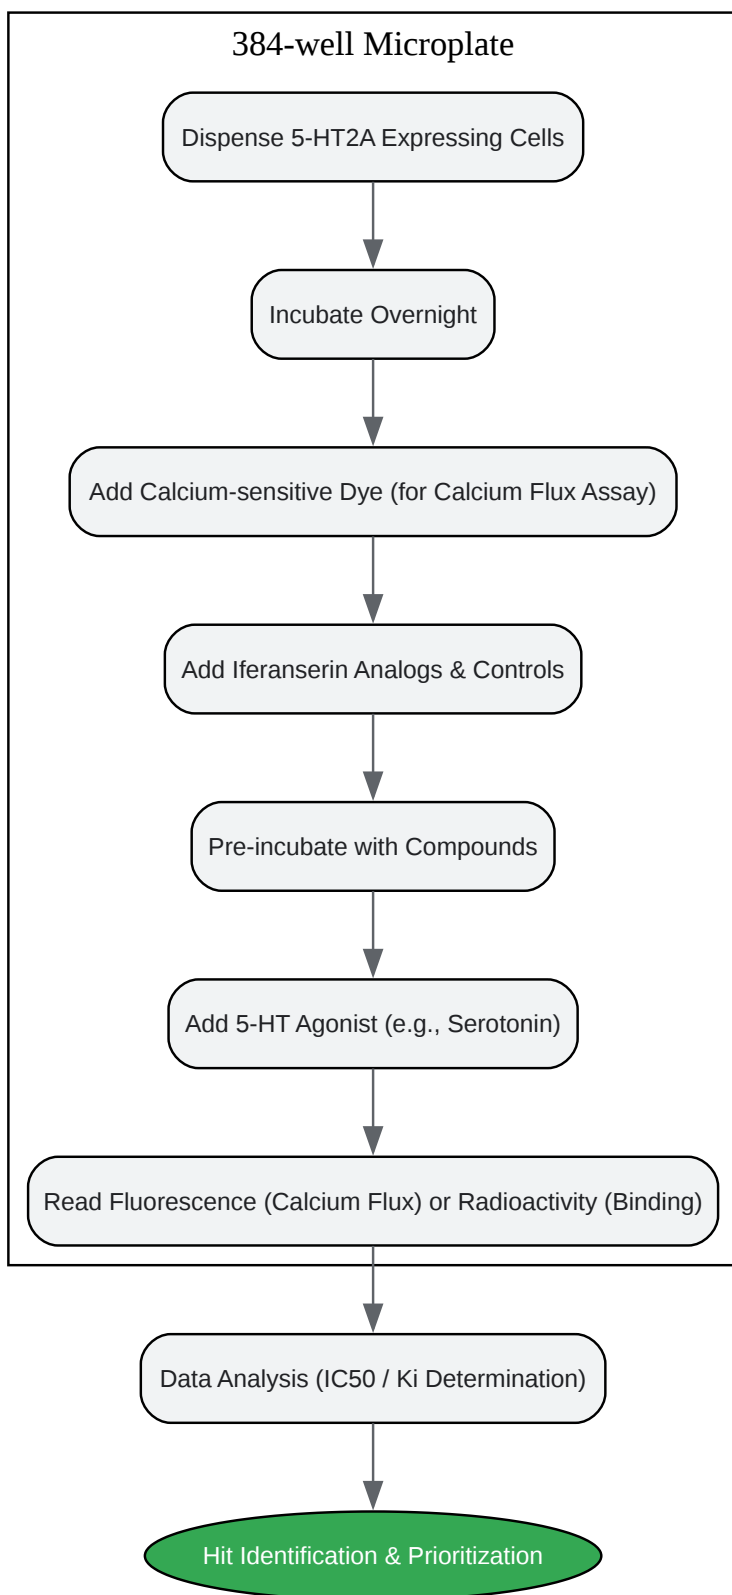 384-well Microplate
Dispense 5-HT2A Expressing Cells
Incubate Overnight
Add Calcium-sensitive Dye (for Calcium Flux Assay)
Add Iferanserin Analogs & Controls
Pre-incubate with Compounds
Add 5-HT Agonist (e.g., Serotonin)
Read Fluorescence (Calcium Flux) or Radioactivity (Binding)
Data Analysis (IC50 / Ki Determination)
Hit Identification & Prioritization